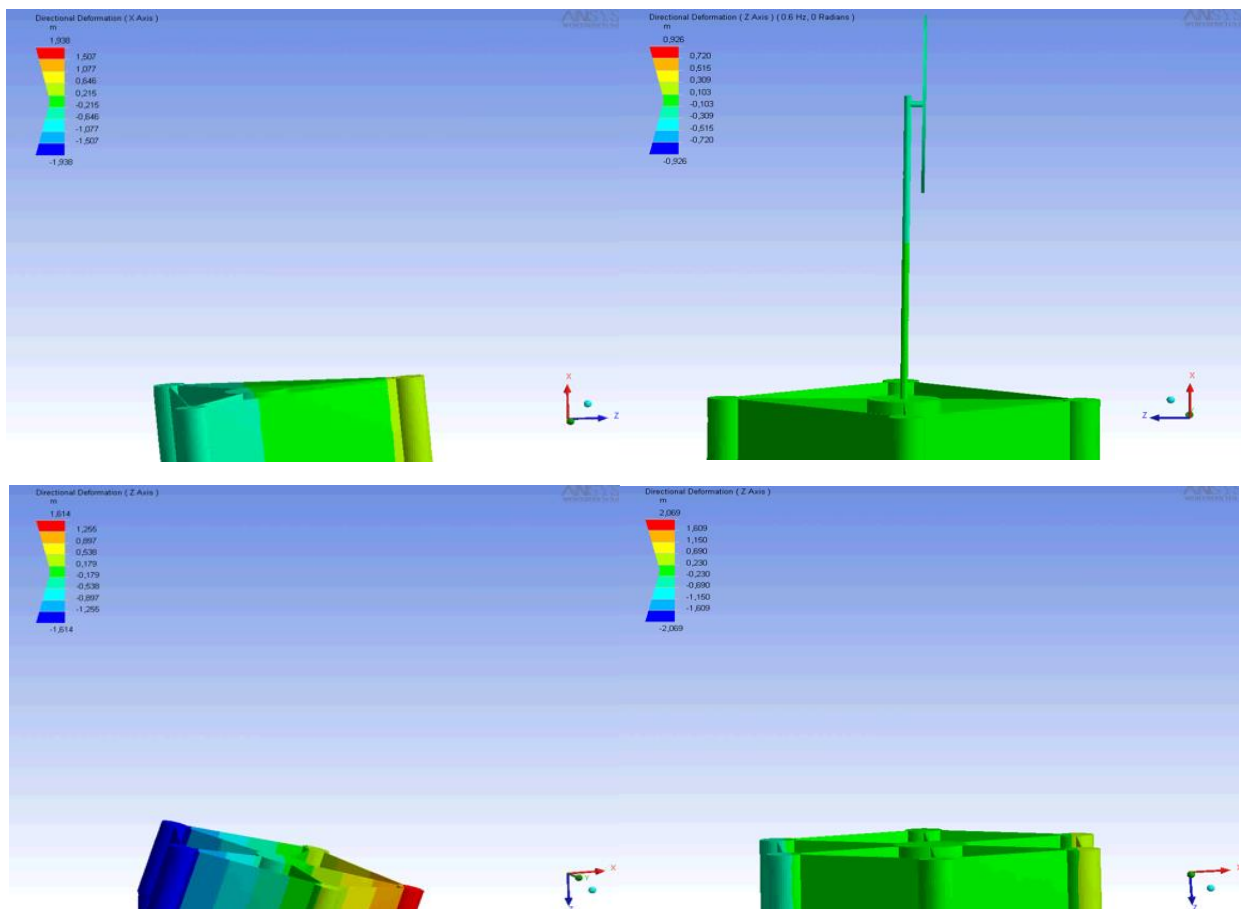 Directional Deformation ( X Axis )
m
1,938
1,507
1,077
0,646
0,215
-0,215
-0,646
-1,077
-1,507
-1,938
X
Z
Directional Deformation ( Z Axis ) ( 0.6 Hz, 0 Radians )
m
0,926
0,720
0,515
0,309
0,103
-0,103
-0,309
-0,515
-0,720
-0,926
ANSYS
X
Z
Directional Deformation ( Z Axis )
m
1,614
1,255
0,897
0,538
0,179
-0,179
-0,538
-0,897
-1,255
-1,614
X
Y
Directional Deformation ( Z Axis )
m
2,069
1,609
1,150
0,690
0,230
-0,230
-0,690
-1,150
-1,609
-2,069
X